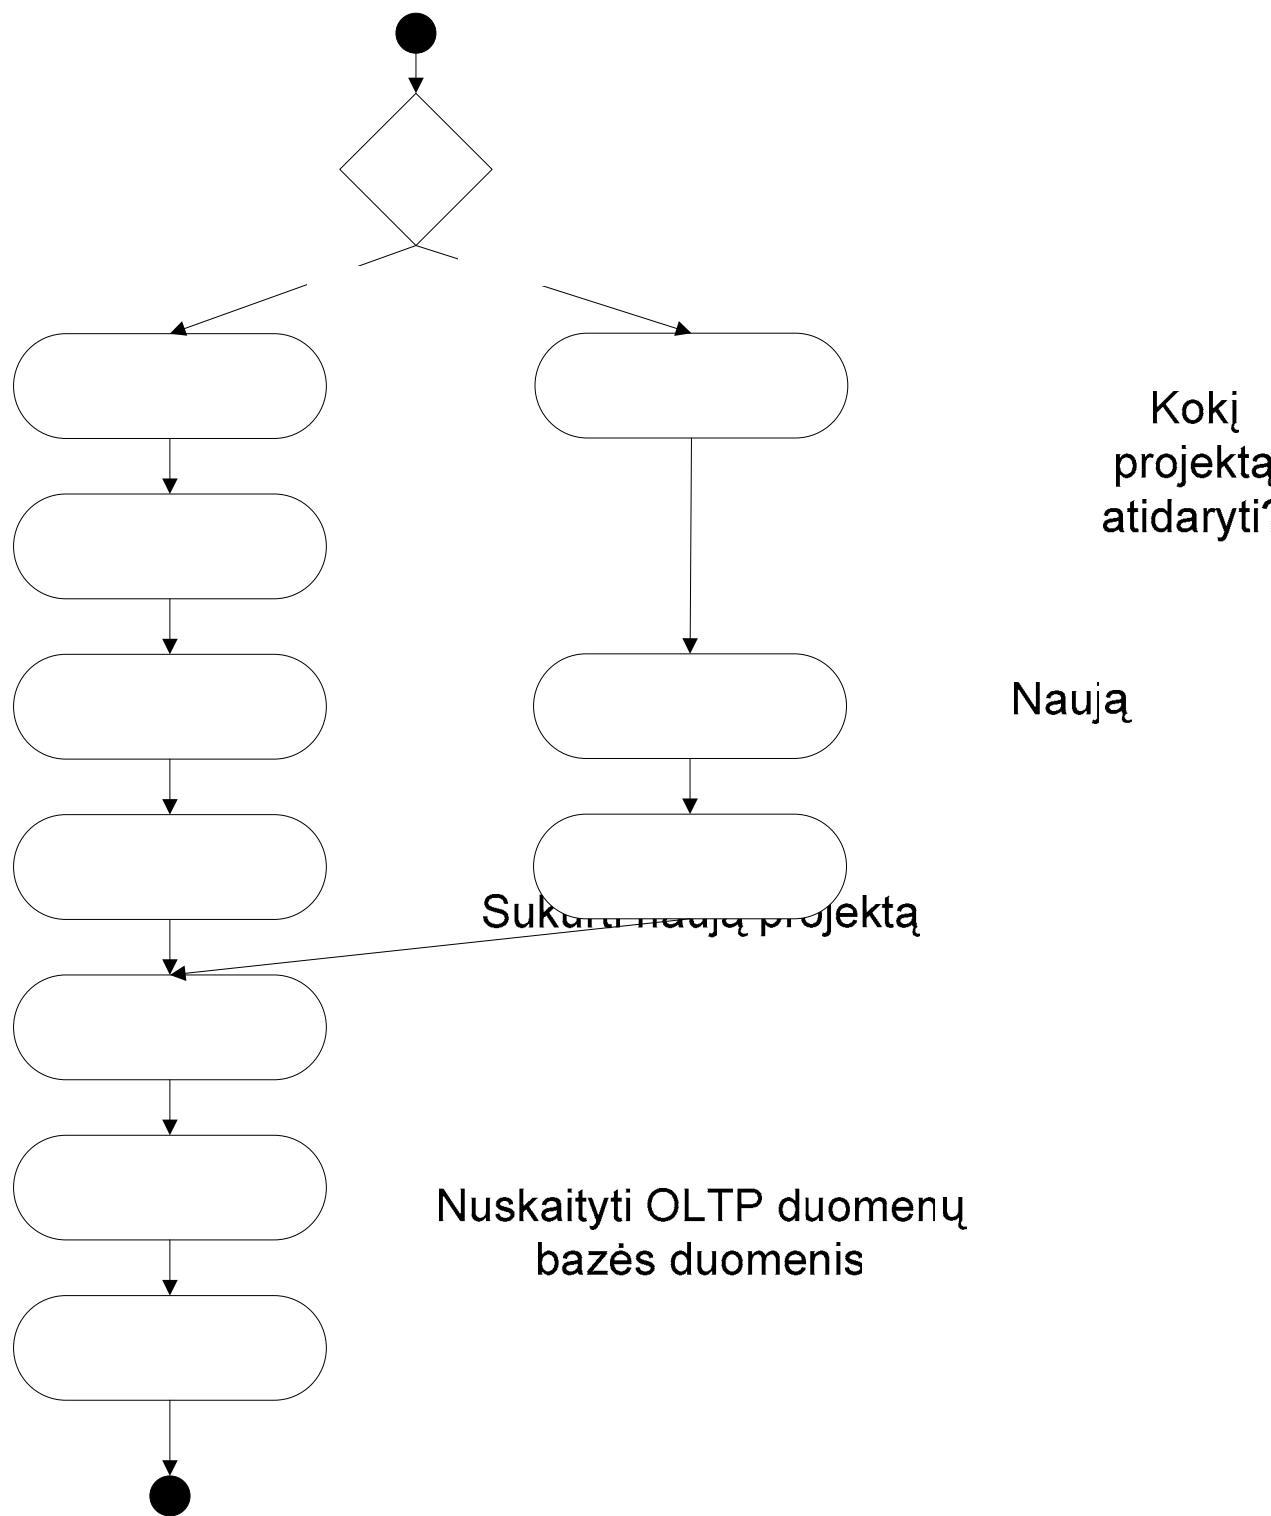 Kokį
projektą
atidaryti?
Naują
Sukurti naują projektą
Nuskaityti OLTP duomenų
bazės duomenis